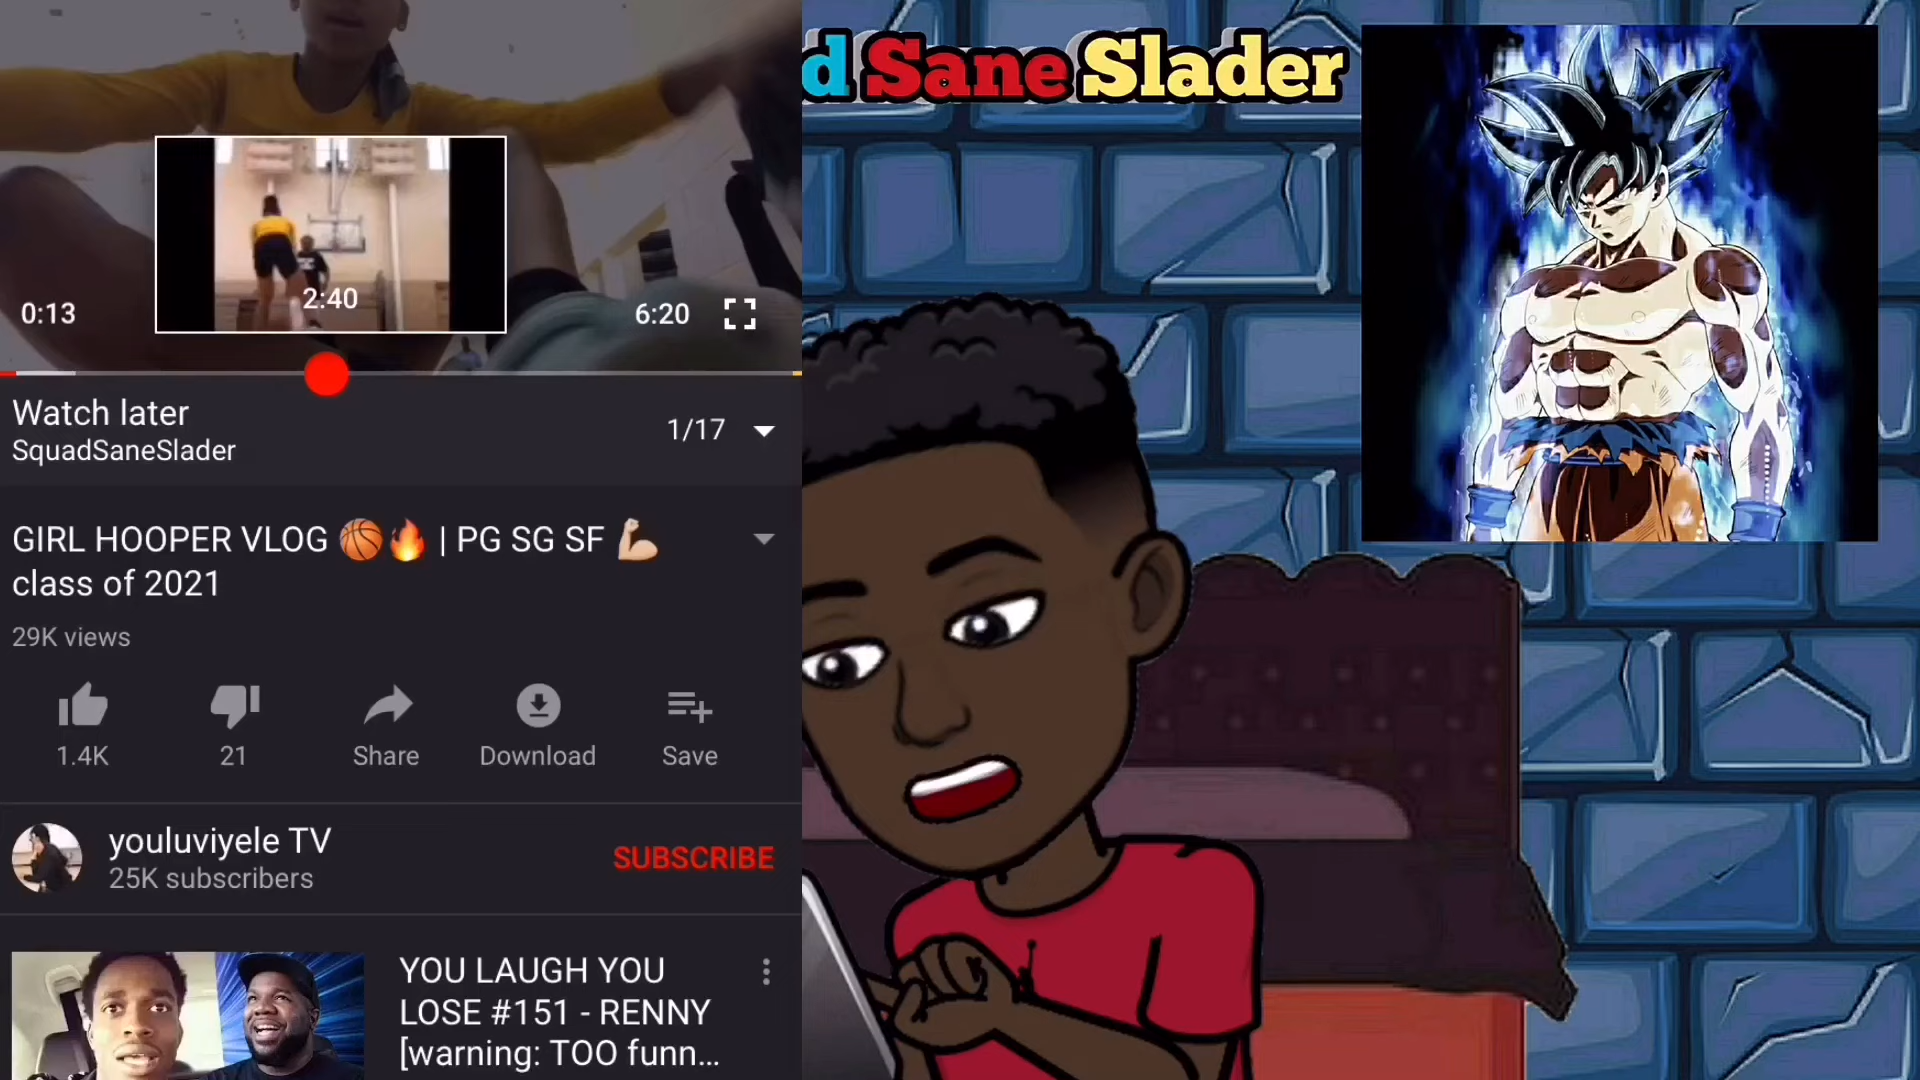 d Sane Slader
2:40
0:13
6:20
Watch later
SquadSaneSlader
1/17
GIRL HOOPER VLOG 🏀🔥 | PG SG SF 💪🏾
class of 2021
29K views
1.4K
21
Share
Download
Save
youluviyele TV
25K subscribers
SUBSCRIBE
YOU LAUGH YOU
LOSE #151 - RENNY
[warning: TOO funn...